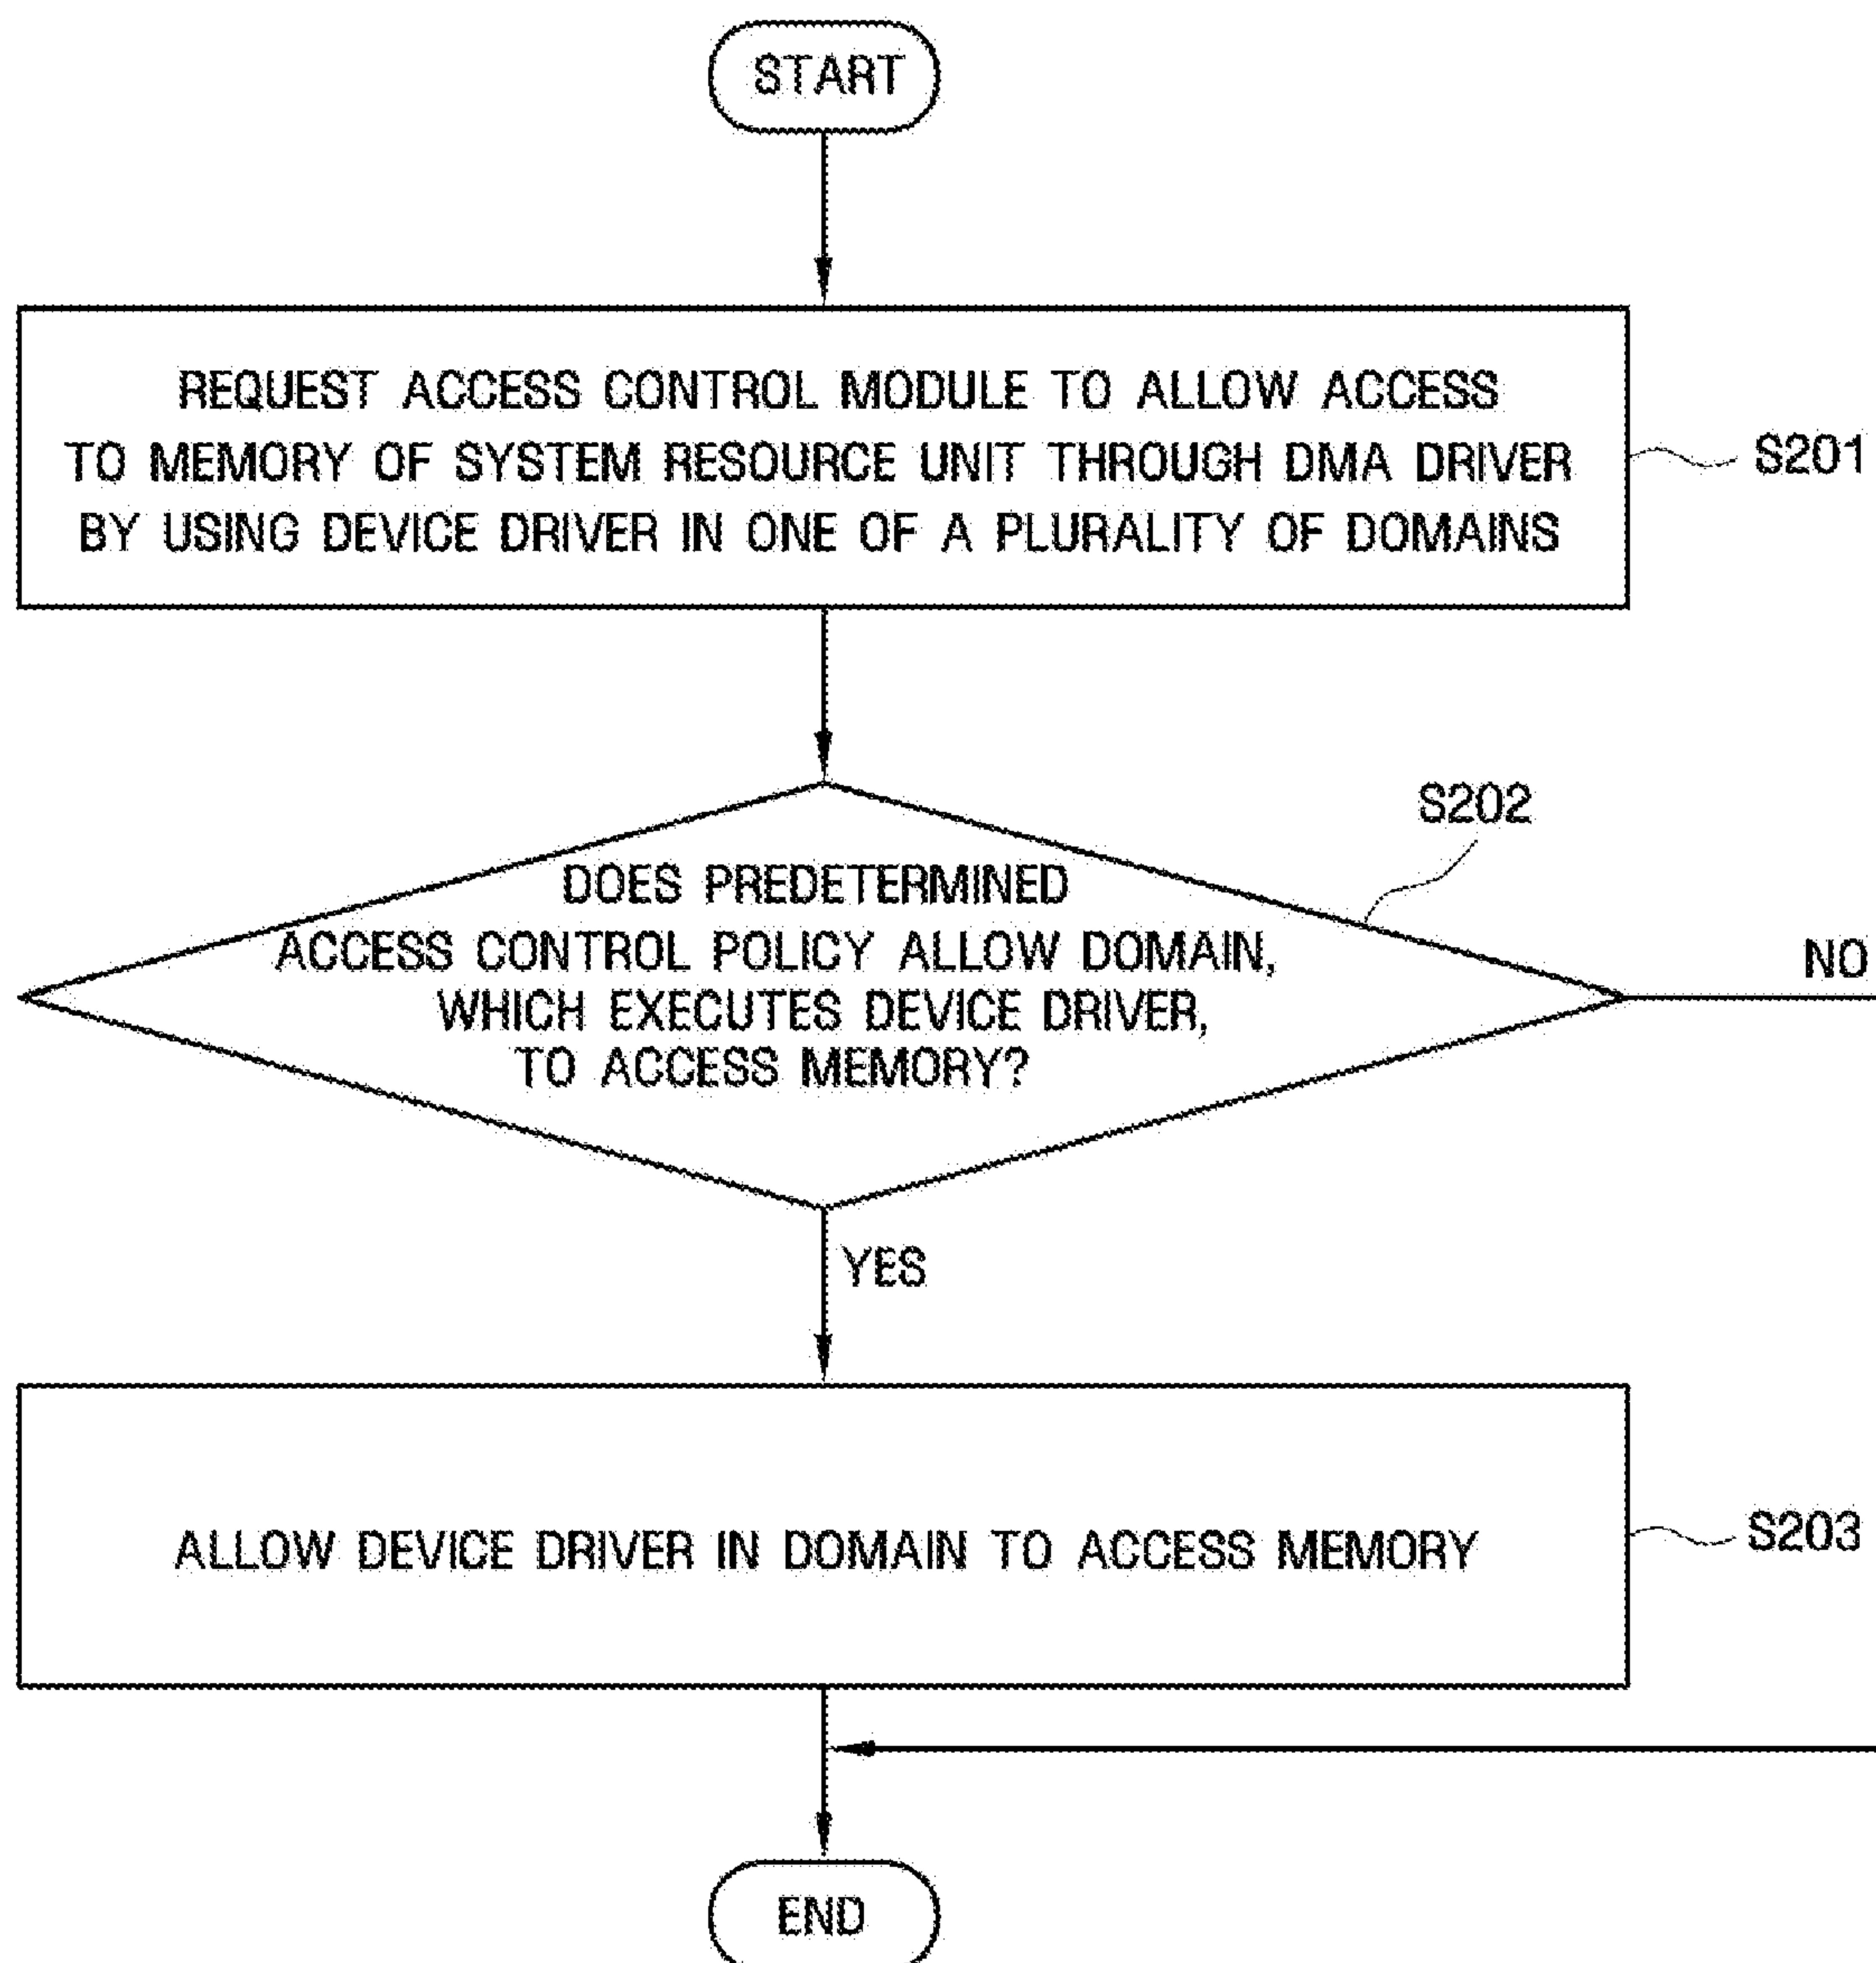 START
REQUEST ACCESS CONTROL MODULE TO ALLOW ACCESS
TO MEMORY OF SYSTEM RESOURCE UNIT THROUGH DMA DRIVER
BY USING DEVICE DRIVER IN ONE OF A PLURALITY OF DOMAINS
S201
S202
DOES PREDETERMINED
ACCESS CONTROL POLICY ALLOW DOMAIN,
WHICH EXECUTES DEVICE DRIVER,
TO ACCESS MEMORY?
NO
YES
ALLOW DEVICE DRIVER IN DOMAIN TO ACCESS MEMORY
S203
END